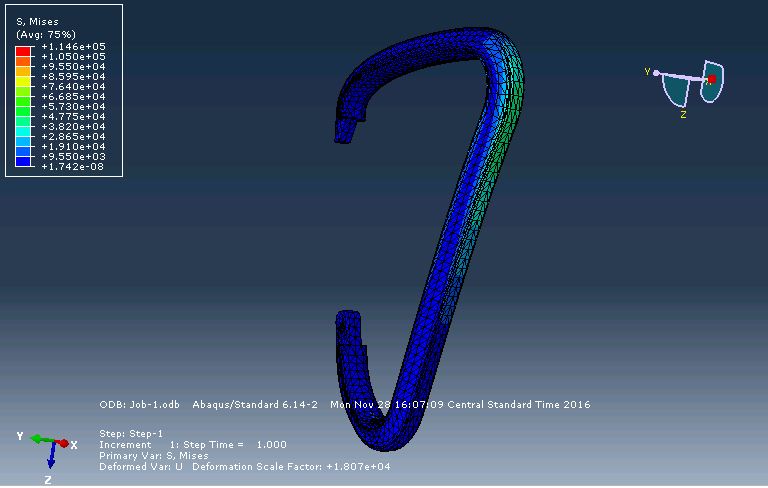 S, Mises
(Avg: 75%)
+1.146e+05
+1.050e+05
+9.550e+04
+8.595e+04
+7.640e+04
+6.685e+04
+5.730e+04
+4.775e+04
+3.820e+04
+2.865e+04
+1.910e+04
+9.550e+03
+1.742e-08
Y
Z
ODB: Job-1.odb Abaqus/Standard 6.14-2 Mon Nov 28 16:07:09 Central Standard Time 2016
Y
X
Z
Step: Step-1
Increment 1: Step Time = 1.000
Primary Var: S, Mises
Deformed Var: U Deformation Scale Factor: +1.807e+04